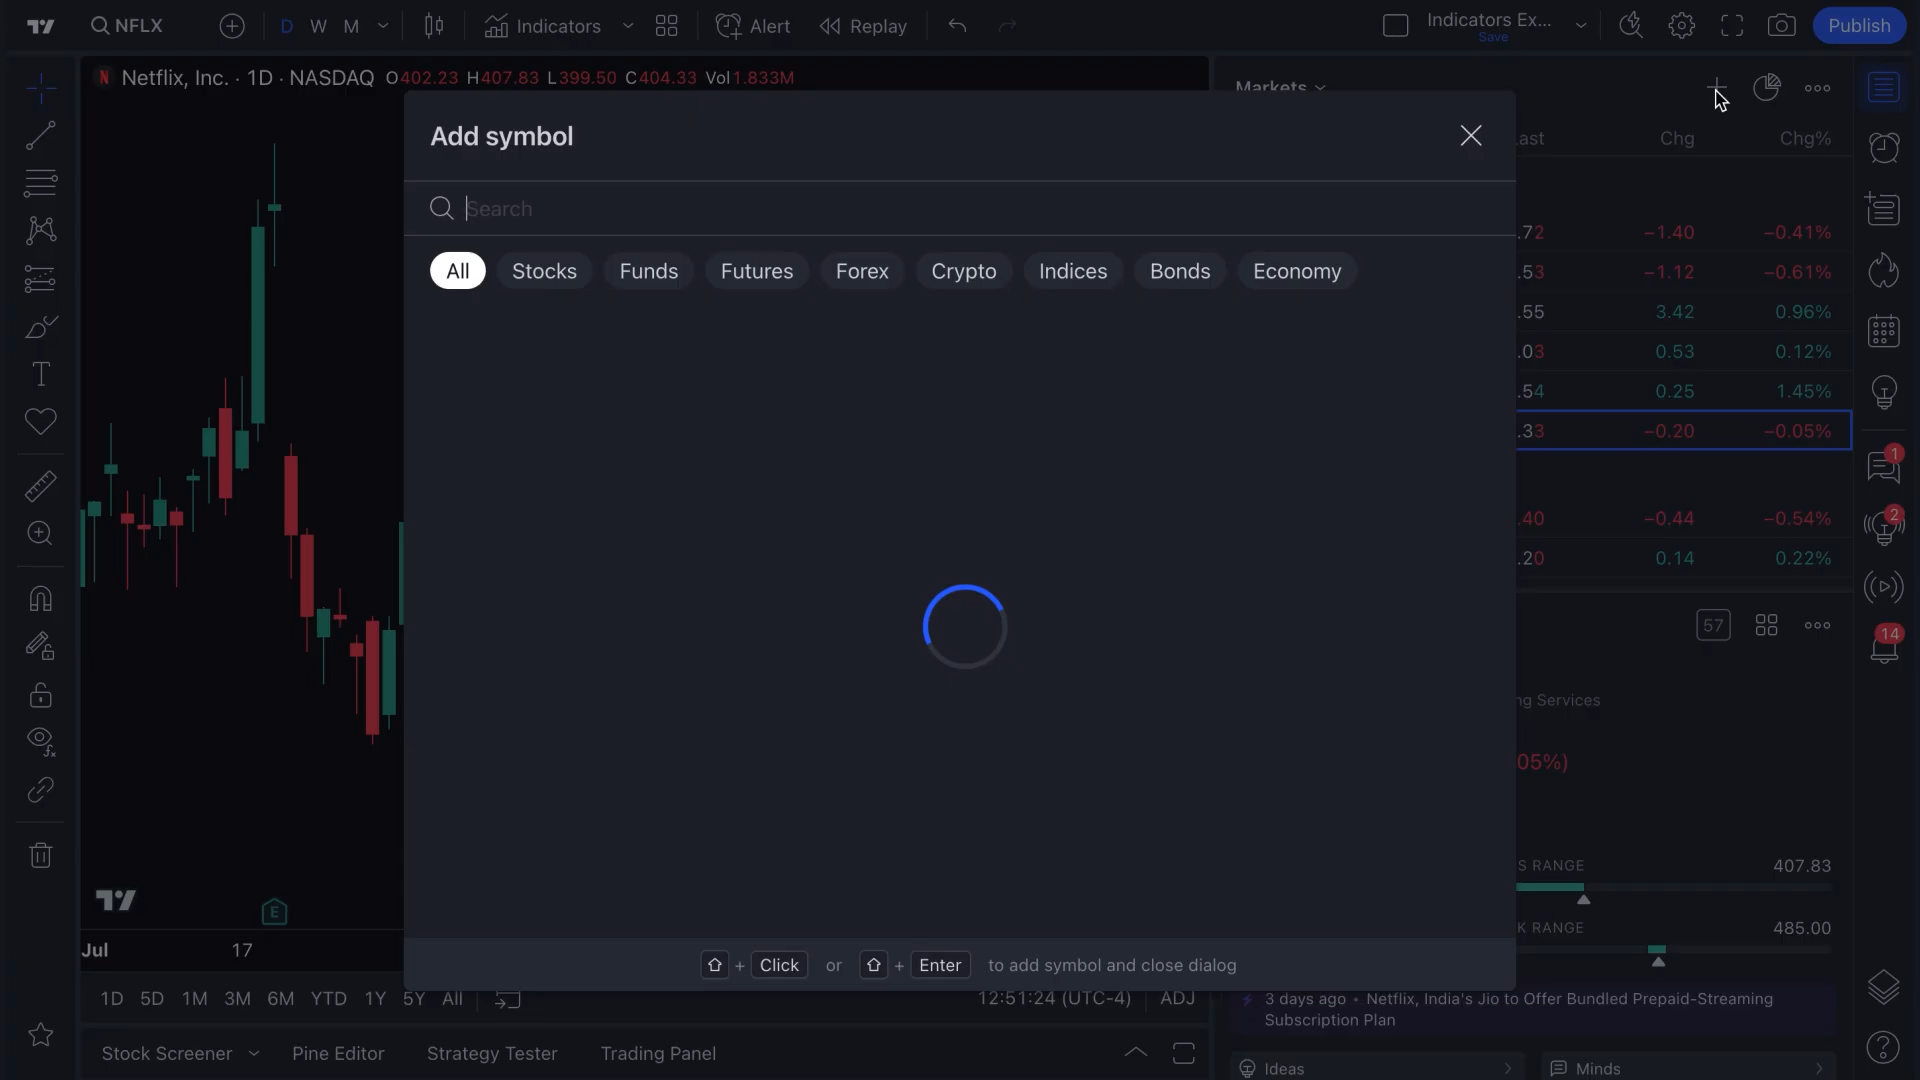 NFLX
D W M
Indicators
Alert
Replay
Indicators Ex...
Save
Publish
Netflix, Inc. · 1D · NASDAQ O402.23 H407.83 L399.50 C404.33 Vol1.833M
Markets
Add symbol
Search
All Stocks Funds Futures Forex Crypto Indices Bonds Economy
ast Chg Chg%
.72 −1.40 −0.41%
.53 −1.12 −0.61%
.55 3.42 0.96%
.03 0.53 0.12%
.54 0.25 1.45%
.33 −0.20 −0.05%
.40 −0.44 −0.54%
.20 0.14 0.22%
57
ng Services
05%)
S RANGE 407.83
K RANGE 485.00
T
E
Jul 17
+ Click or + Enter to add symbol and close dialog
1D 5D 1M 3M 6M YTD 1Y 5Y All
12:51:24 (UTC-4) ADJ
3 days ago • Netflix, India's Jio to Offer Bundled Prepaid-Streaming
Subscription Plan
Stock Screener Pine Editor Strategy Tester Trading Panel
Ideas Minds
1
2
14